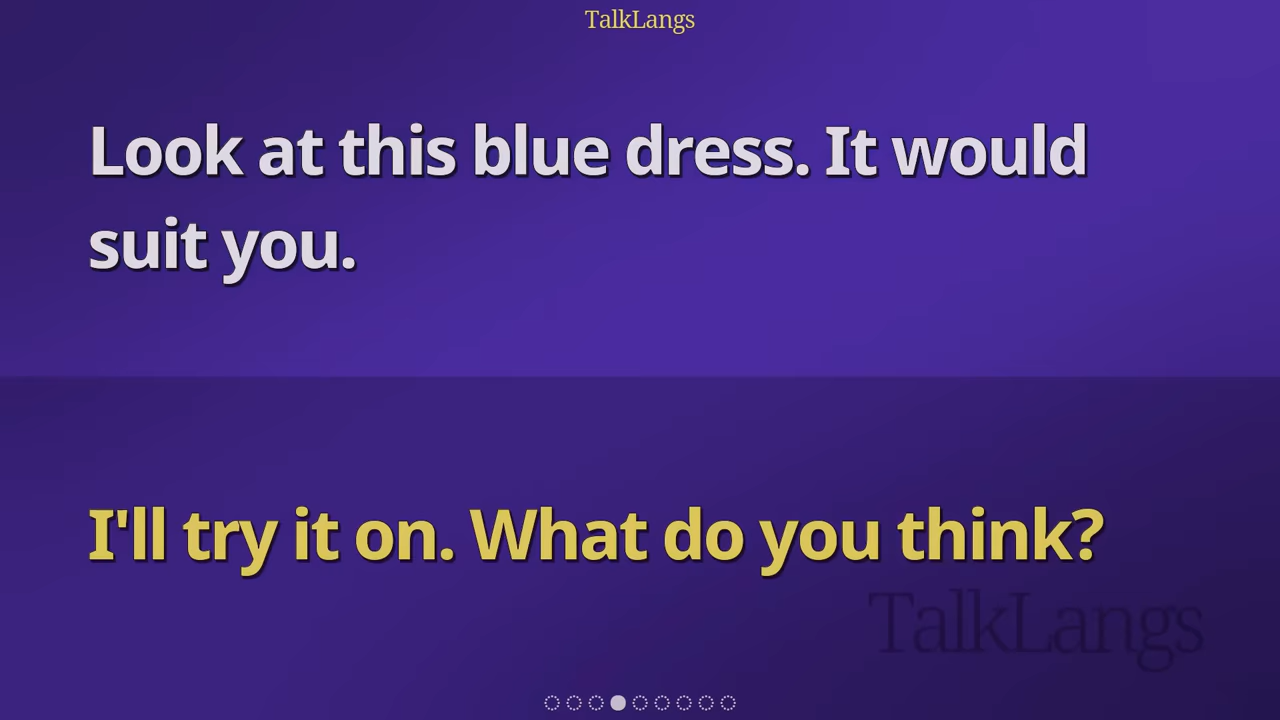 TalkLangs
Look at this blue dress. It would
suit you.
I'll try it on. What do you think?
TalkLangs